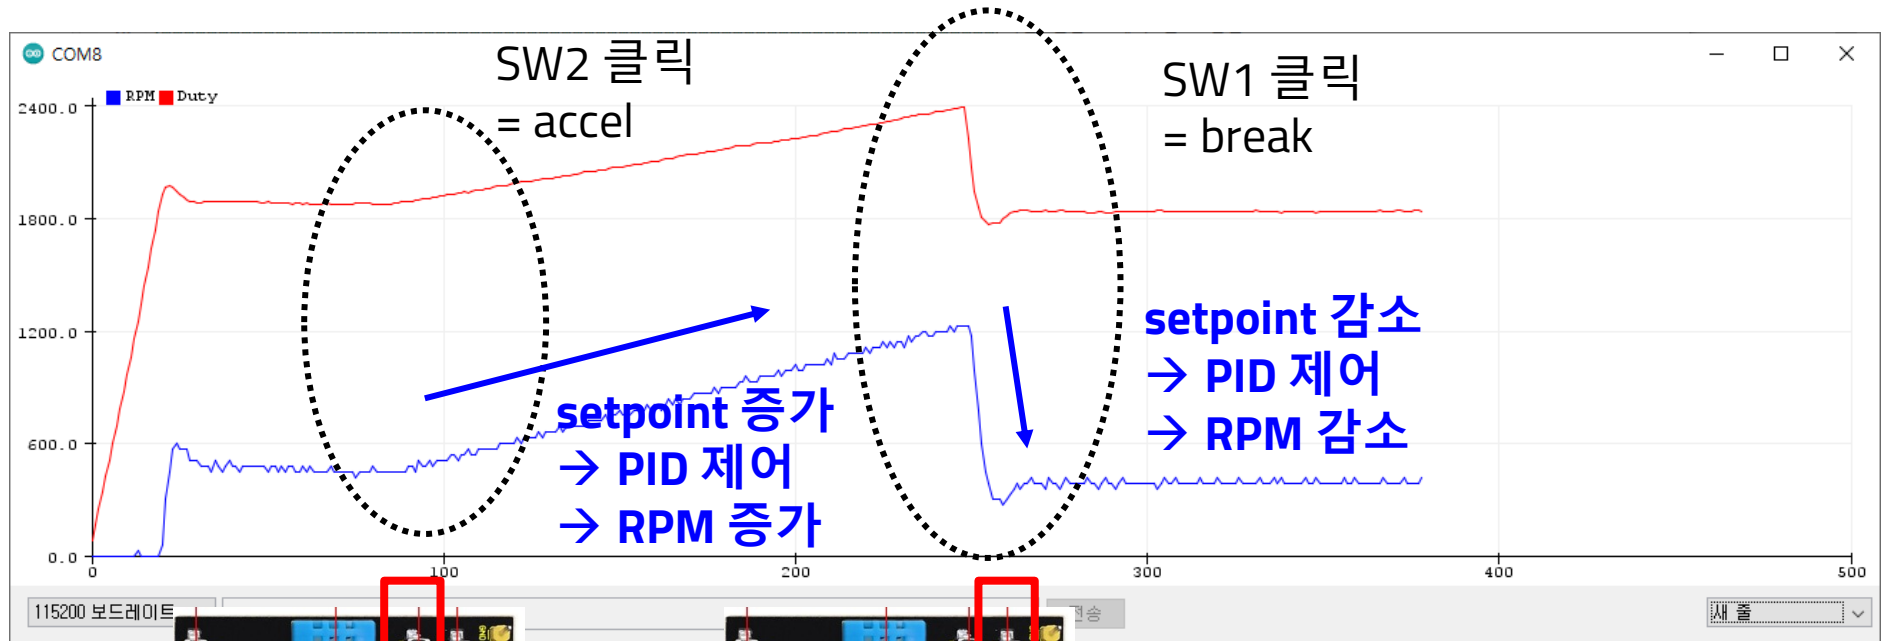 COM8
SW2 클릭
= accel
SW1 클릭
= break
RPM Duty
2400.0
1800.0
1200.0
600.0
0.0
setpoint 증가
→ PID 제어
→ RPM 증가
setpoint 감소
→ PID 제어
→ RPM 감소
0 100 200 300 400 500
115200 보드레이트
전송
새 줄